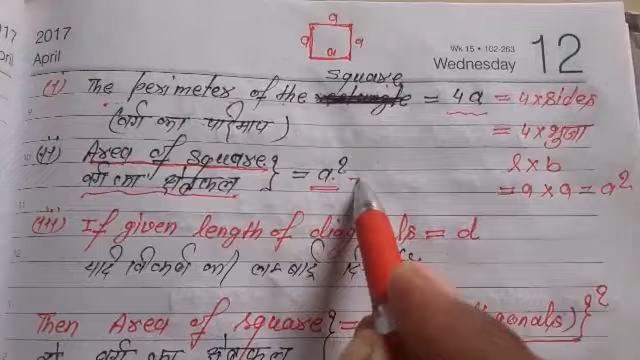 2017
April
Wk 15 • 102-263
Wednesday 12
a
a a
a
square
(i) The perimeter of the rectangle = 4a = 4×sides
(वर्ग का परिमाप) = 4×भुजा
(ii) Area of square } = a² l × b
वर्ग का क्षेत्रफल = a × a = a²
(iii) If given length of = d
यदि विकर्ण की लम्बाई
Then Area of square } = diagonals)}²
वर्ग का क्षेत्रफल